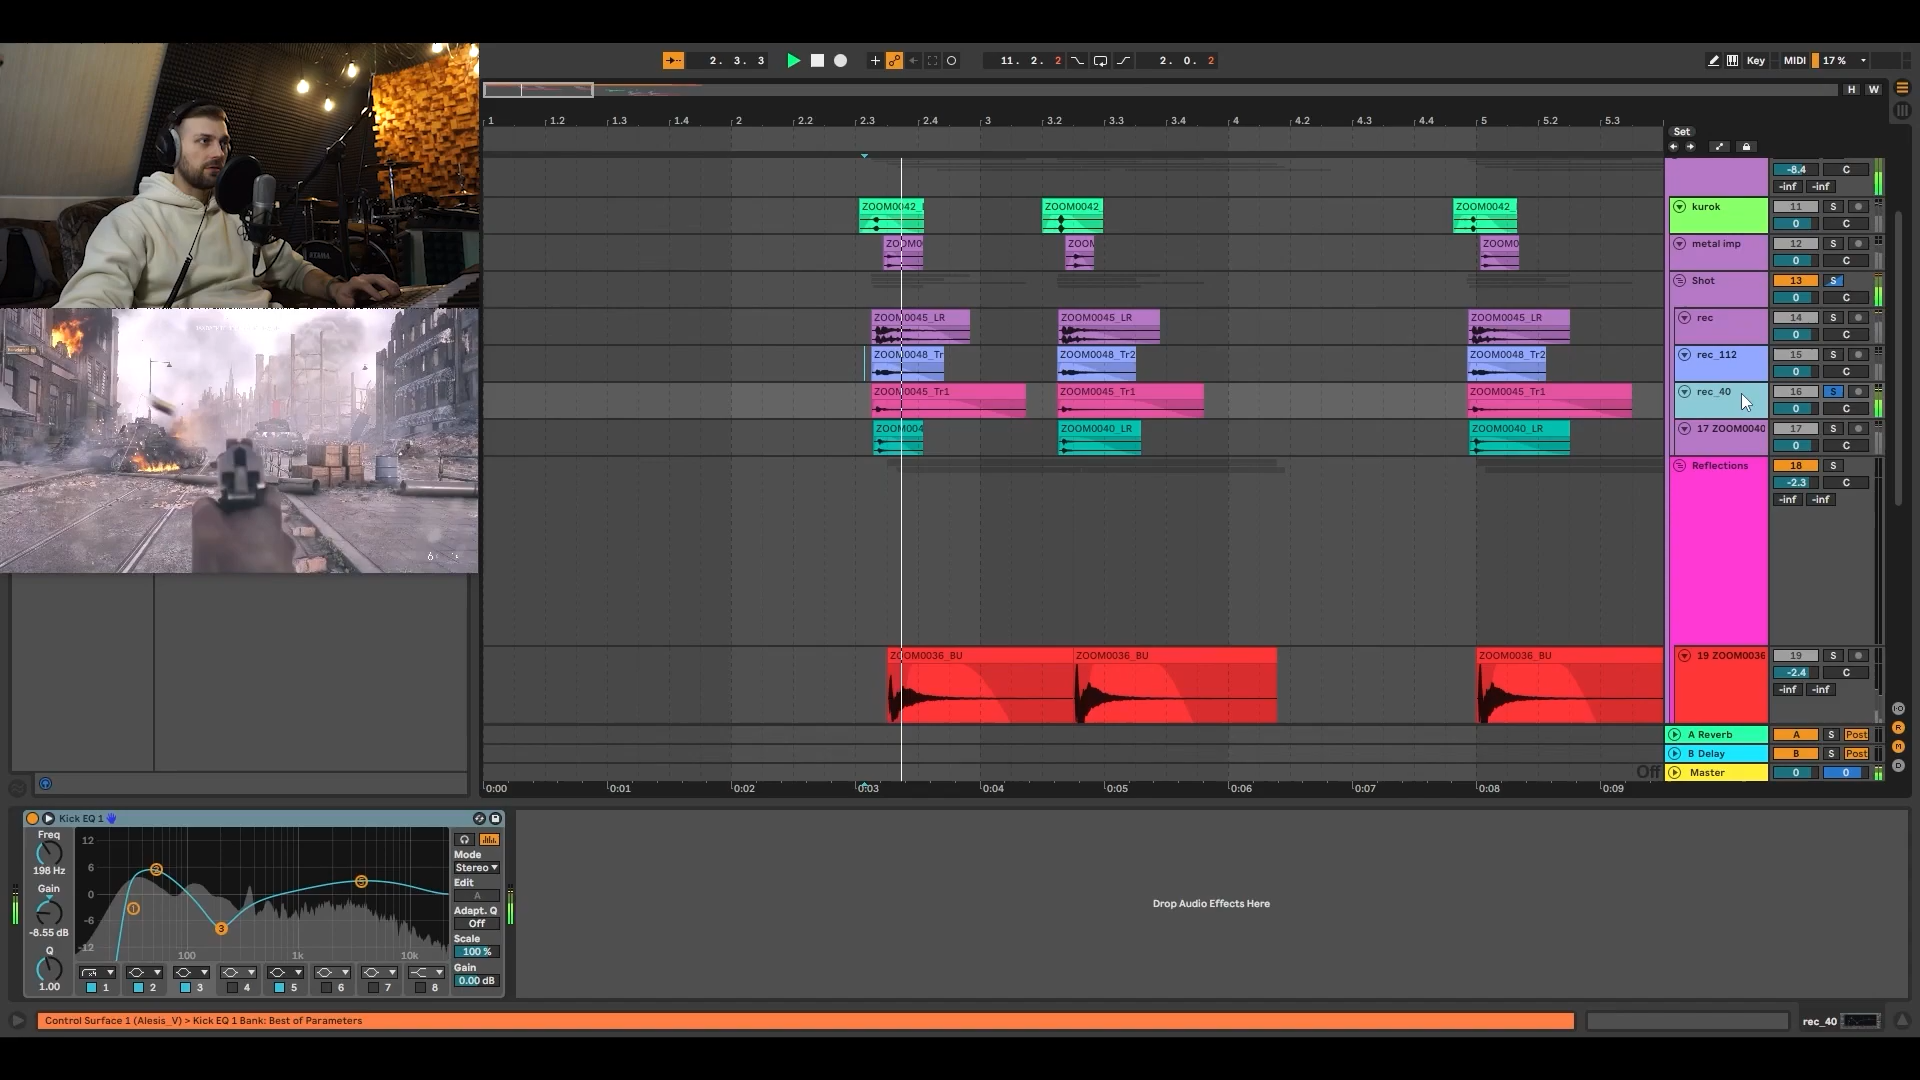 2. 3. 3
11. 2. 2
2. 0. 2
Key
MIDI
17 %
H
W
1
1.2
1.3
1.4
2
2.2
2.3
2.4
3
3.2
3.3
3.4
4
4.2
4.3
4.4
5
5.2
5.3
Set
-8.4
C
-inf
-inf
ZOOM0042_L
ZOOM0042_
ZOOM0042_L
kurok
11
S
0
C
ZOOM0
ZOOM
ZOOM0
metal imp
12
S
0
C
Shot
13
S
0
C
ZOOM0045_LR
ZOOM0045_LR
ZOOM0045_LR
rec
14
S
0
C
ZOOM0048_Tr
ZOOM0048_Tr2
ZOOM0048_Tr2
rec_112
15
S
0
C
ZOOM0045_Tr1
ZOOM0045_Tr1
ZOOM0045_Tr1
rec_40
16
S
0
C
ZOOM004
ZOOM0040_LR
ZOOM0040_LR
17 ZOOM0040
17
S
0
C
Reflections
18
S
-2.3
C
-inf
-inf
ZOOM0036_BU
ZOOM0036_BU
ZOOM0036_BU
19 ZOOM0036
19
S
-2.4
C
-inf
-inf
A Reverb
A
S
Post
B Delay
B
S
Post
Off
Master
0
0
0:00
0:01
0:02
0:03
0:04
0:05
0:06
0:07
0:08
0:09
Kick EQ 1
Freq
198 Hz
Gain
-8.55 dB
Q
1.00
12
6
0
-6
-12
100
1k
10k
1
2
3
5
1
2
3
4
5
6
7
8
Mode
Stereo
Edit
A
Adapt. Q
Off
Scale
100 %
Gain
0.00 dB
Drop Audio Effects Here
Control Surface 1 (Alesis_V) > Kick EQ 1 Bank: Best of Parameters
rec_40